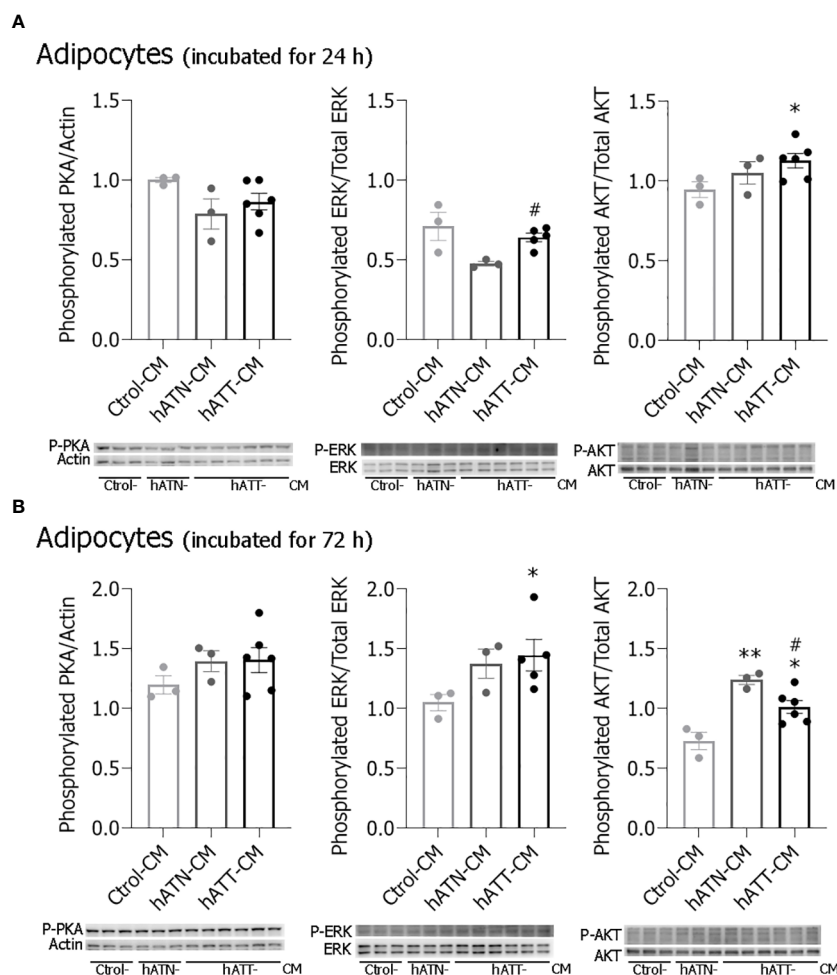 A
Adipocytes (incubated for 24 h)
Phosphorylated PKA/Actin
1.5
1.0
0.5
0.0
Ctrol-CM
hATN-CM
hATT-CM
P-PKA
Actin
Ctrol- hATN- hATT- CM
Phosphorylated ERK/Total ERK
1.5
1.0
0.5
0.0
#
Ctrol-CM
hATN-CM
hATT-CM
P-ERK
ERK
Ctrol- hATN- hATT- CM
Phosphorylated AKT/Total AKT
1.5
1.0
0.5
0.0
*
Ctrol-CM
hATN-CM
hATT-CM
P-AKT
AKT
Ctrol- hATN- hATT- CM
B
Adipocytes (incubated for 72 h)
Phosphorylated PKA/Actin
2.0
1.5
1.0
0.5
0.0
Ctrol-CM
hATN-CM
hATT-CM
P-PKA
Actin
Ctrol- hATN- hATT- CM
Phosphorylated ERK/Total ERK
2.0
1.5
1.0
0.5
0.0
*
Ctrol-CM
hATN-CM
hATT-CM
P-ERK
ERK
Ctrol- hATN- hATT- CM
Phosphorylated AKT/Total AKT
2.0
1.5
1.0
0.5
0.0
**
#
*
Ctrol-CM
hATN-CM
hATT-CM
P-AKT
AKT
Ctrol- hATN- hATT- CM